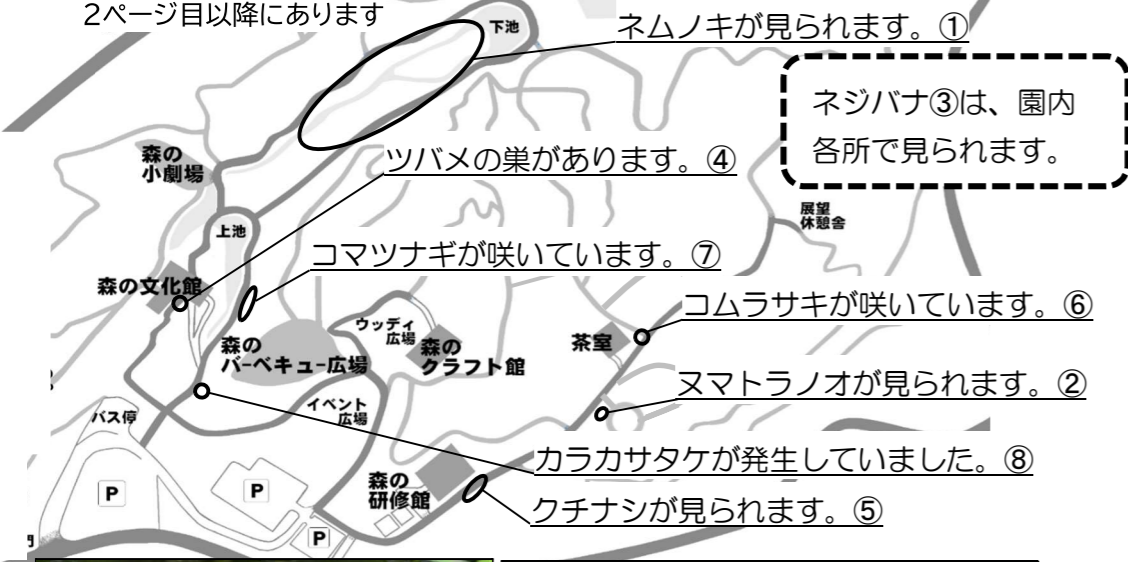 2ページ目以降にあります
ネムノキが見られます。①
下池
ネジバナ③は、園内
各所で見られます。
森の
小劇場
ツバメの巣があります。④
展望
休憩舎
上池
コマツナギが咲いています。⑦
森の文化館
コムラサキが咲いています。⑥
ウッディ
広場
森の
クラフト館
茶室
森の
バーベキュー広場
ヌマトラノオが見られます。②
イベント
広場
バス停
カラカサタケが発生していました。⑧
森の
研修館
クチナシが見られます。⑤
P
P
P